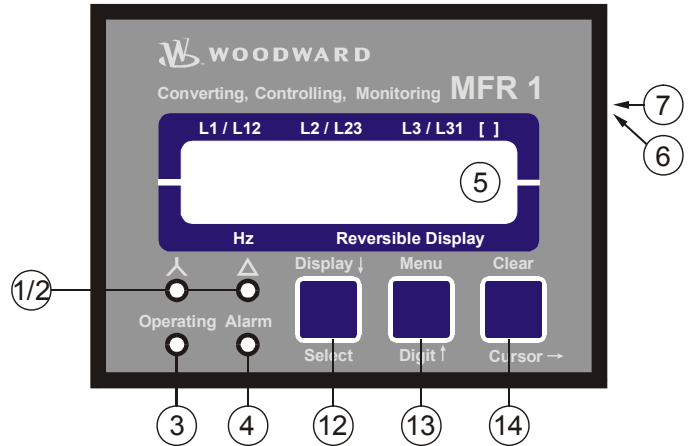 WOODWARD
Converting, Controlling, Monitoring MFR 1
L1 / L12 L2 / L23 L3 / L31 [ ]
7
6
5
Hz Reversible Display
Display ↓ Menu Clear
1/2
Operating Alarm
Select Digit ↑ Cursor →
3 4 12 13 14